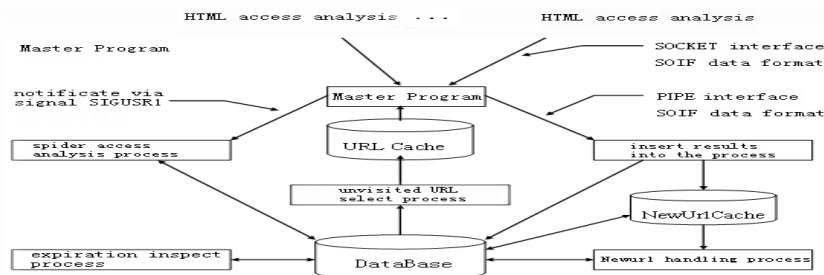 HTML access analysis ...
HTML access analysis
Master Program
SOCKET interface
SOIF data format
notificate via
signal SIGUSR1
Master Program
PIPE interface
SOIF data format
spider access
analysis process
URL Cache
insert results
into the process
unvisited URL
select process
NewUrlCache
expiration inspect
process
DataBase
Newurl handling process